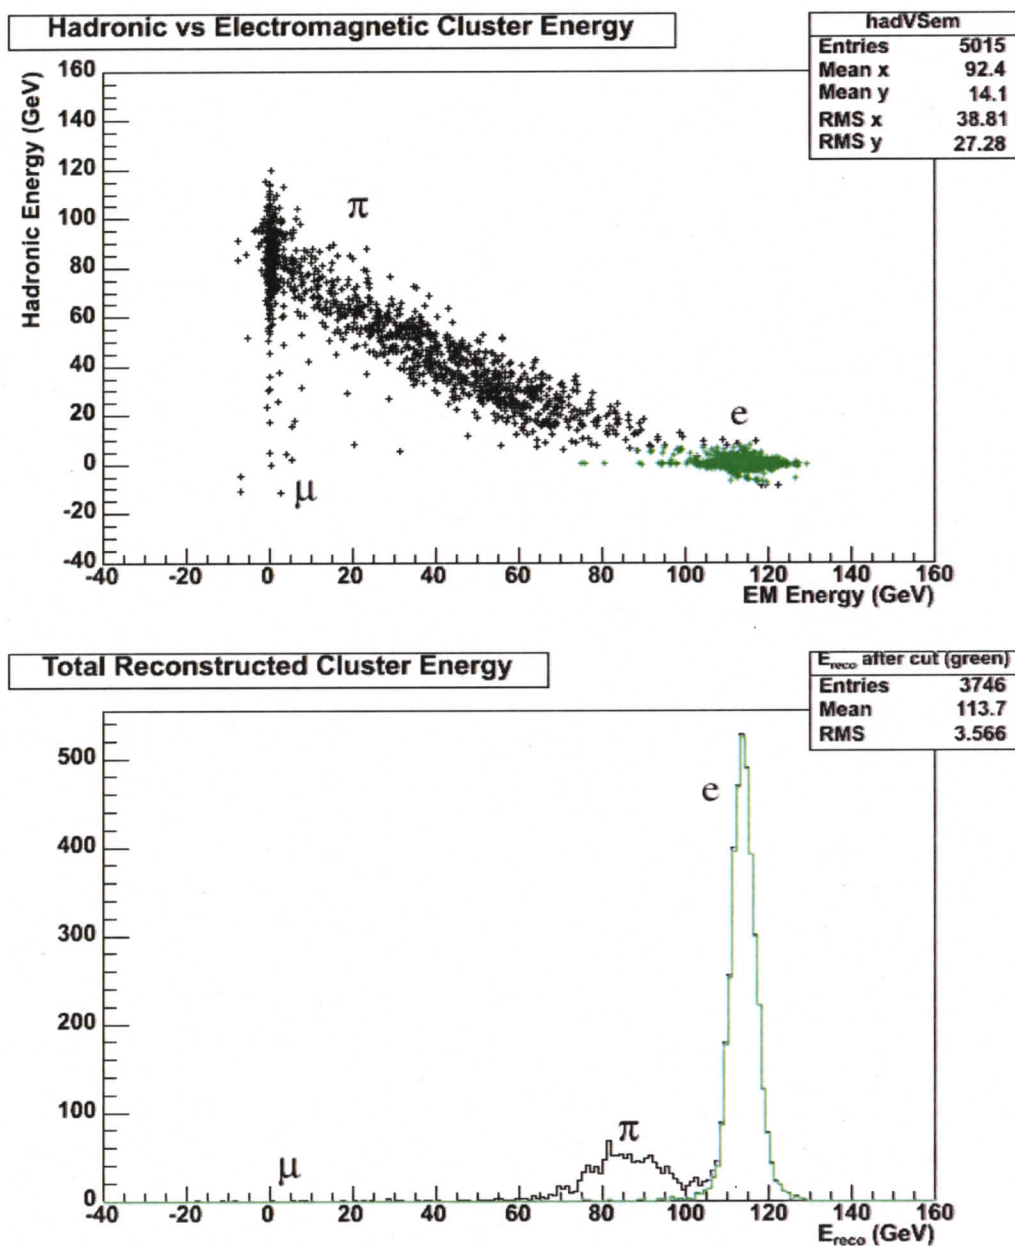 Hadronic vs Electromagnetic Cluster Energy
hadVSem
Entries 5015
Mean x 92.4
Mean y 14.1
RMS x 38.81
RMS y 27.28
Hadronic Energy (GeV)
160
140
120
100
80
60
40
20
0
-20
-40
π
e
μ
-40 -20 0 20 40 60 80 100 120 140 160
EM Energy (GeV)
Total Reconstructed Cluster Energy
E_reco after cut (green)
Entries 3746
Mean 113.7
RMS 3.566
500
400
300
200
100
0
e
π
μ
-40 -20 0 20 40 60 80 100 120 140 160
E_reco (GeV)